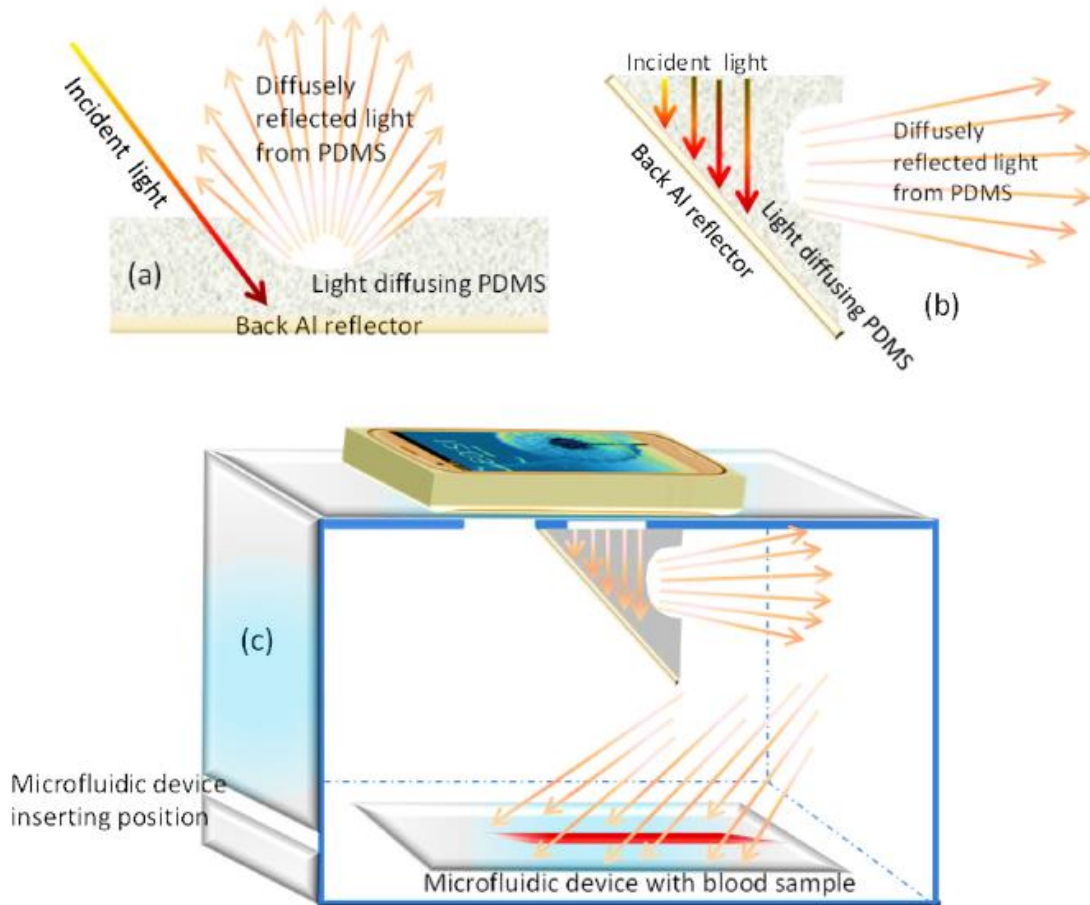 Incident light
Diffusely
reflected light
from PDMS
(a)
Light diffusing PDMS
Back Al reflector
Incident light
Back Al reflector
Light diffusing PDMS
Diffusely
reflected light
from PDMS
(b)
(c)
Microfluidic device
inserting position
Microfluidic device with blood sample